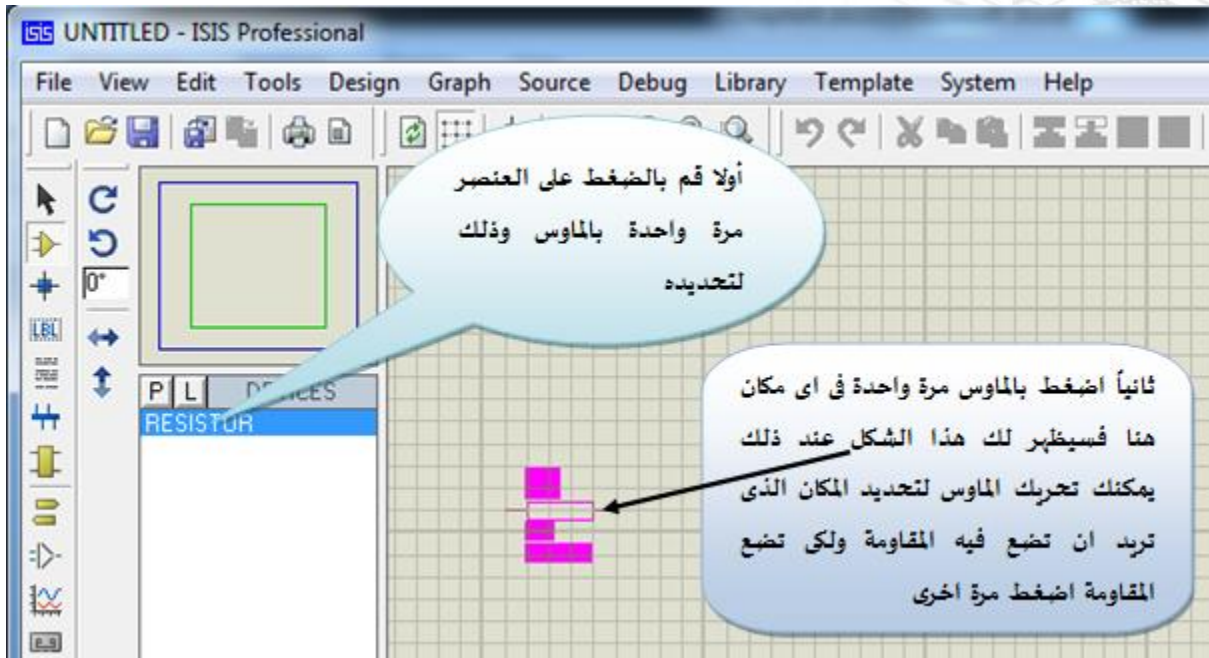 isis UNTITLED - ISIS Professional
File View Edit Tools Design Graph Source Debug Library Template System Help
أولا قم بالضغط على العنصر
مرة واحدة بالماوس وذلك
لتحديده
0°
LBL
P L DEVICES
RESISTOR
ثانياً اضغط بالماوس مرة واحدة فى اى مكان
هنا فسيظهر لك هذا الشكل عند ذلك
يمكنك تحريك الماوس لتحديد المكان الذى
تريد ان تضع فيه المقاومة ولكى تضع
المقاومة اضغط مرة اخرى